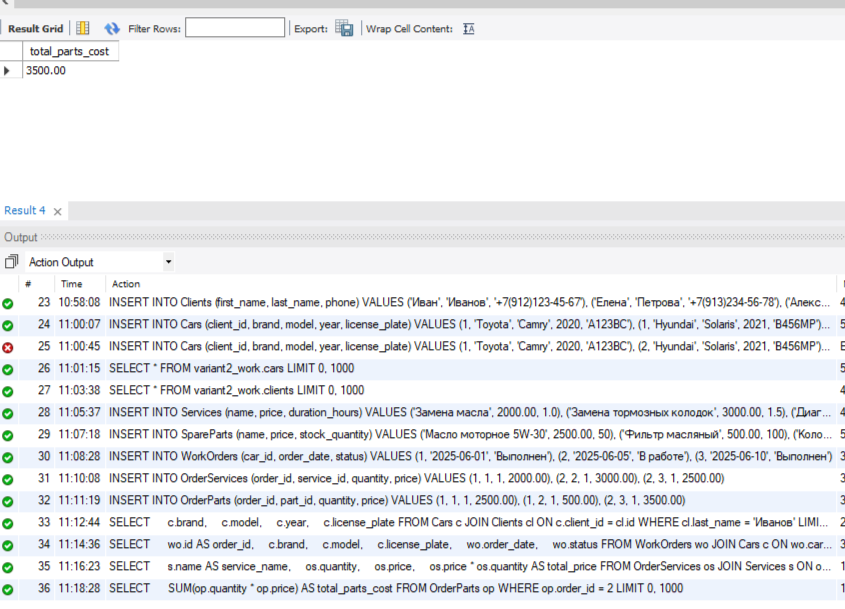 Result Grid Filter Rows: Export: Wrap Cell Content: IA
total_parts_cost
3500.00
Result 4 ×
Output
Action Output
# Time Action
23 10:58:08 INSERT INTO Clients (first_name, last_name, phone) VALUES ('Иван', 'Иванов', '+7(912)123-45-67'), ('Елена', 'Петрова', '+7(913)234-56-78'), ('Алекс... 4
24 11:00:07 INSERT INTO Cars (client_id, brand, model, year, license_plate) VALUES (1, 'Toyota', 'Camry', 2020, 'A123BC'), (1, 'Hyundai', 'Solaris', 2021, 'B456MP')... 5
25 11:00:45 INSERT INTO Cars (client_id, brand, model, year, license_plate) VALUES (1, 'Toyota', 'Camry', 2020, 'A123BC'), (2, 'Hyundai', 'Solaris', 2021, 'B456MP')... E
26 11:01:15 SELECT * FROM variant2_work.cars LIMIT 0, 1000 5
27 11:03:38 SELECT * FROM variant2_work.clients LIMIT 0, 1000 4
28 11:05:37 INSERT INTO Services (name, price, duration_hours) VALUES ('Замена масла', 2000.00, 1.0), ('Замена тормозных колодок', 3000.00, 1.5), ('Диаг... 4
29 11:07:18 INSERT INTO SpareParts (name, price, stock_quantity) VALUES ('Масло моторное 5W-30', 2500.00, 50), ('Фильтр масляный', 500.00, 100), ('Коло... 5
30 11:08:28 INSERT INTO WorkOrders (car_id, order_date, status) VALUES (1, '2025-06-01', 'Выполнен'), (2, '2025-06-05', 'В работе'), (3, '2025-06-10', 'Выполнен') 3
31 11:10:08 INSERT INTO OrderServices (order_id, service_id, quantity, price) VALUES (1, 1, 1, 2000.00), (2, 2, 1, 3000.00), (2, 3, 1, 2500.00) 3
32 11:11:19 INSERT INTO OrderParts (order_id, part_id, quantity, price) VALUES (1, 1, 1, 2500.00), (1, 2, 1, 500.00), (2, 3, 1, 3500.00) 3
33 11:12:44 SELECT c.brand, c.model, c.year, c.license_plate FROM Cars c JOIN Clients cl ON c.client_id = cl.id WHERE cl.last_name = 'Иванов' LIMI... 2
34 11:14:36 SELECT wo.id AS order_id, c.brand, c.model, c.license_plate, wo.order_date, wo.status FROM WorkOrders wo JOIN Cars c ON wo.car... 3
35 11:16:23 SELECT s.name AS service_name, os.quantity, os.price, os.price * os.quantity AS total_price FROM OrderServices os JOIN Services s ON o... 1
36 11:18:28 SELECT SUM(op.quantity * op.price) AS total_parts_cost FROM OrderParts op WHERE op.order_id = 2 LIMIT 0, 1000 1